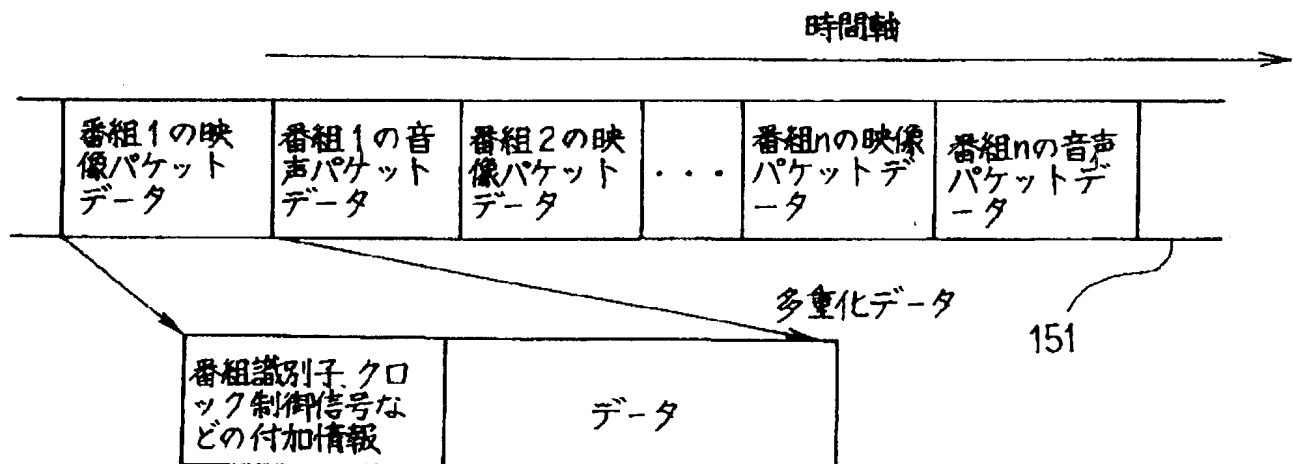 時間軸
番組1の映
像パケット
データ
番組1の音
声パケット
データ
番組2の映
像パケット
データ
・・・
番組nの映像
パケットデ
ータ
番組nの音声
パケットデ
ータ
多重化データ
151
番組識別子、クロ
ック制御信号な
どの付加情報
データ